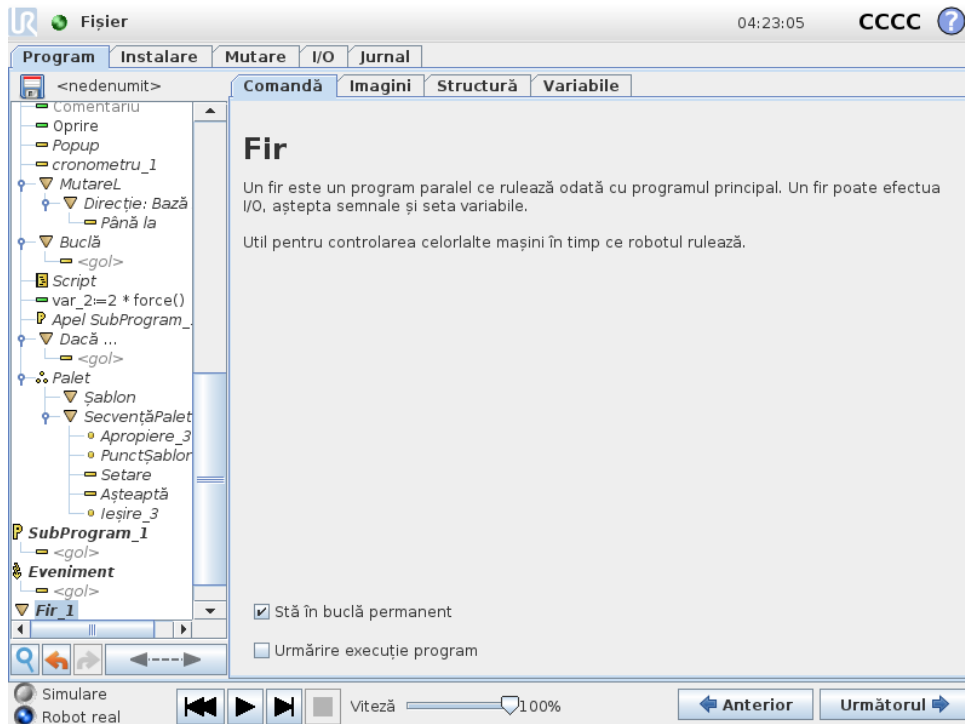 UR Fișier 04:23:05 CCCC ?
Program Instalare Mutare I/O Jurnal
<nedenumit> Comandă Imagini Structură Variabile
Comentariu
Oprire
Popup
cronometru_1
MutareL
Direcție: Bază
Până la
Buclă
<gol>
Script
var_2:=2 * force()
Apel SubProgram_
Dacă ...
<gol>
Palet
Șablon
SecvențăPalet
Apropiere_3
PunctȘablon
Setare
Așteaptă
Ieșire_3
SubProgram_1
<gol>
Eveniment
<gol>
Fir_1
Fir
Un fir este un program paralel ce rulează odată cu programul principal. Un fir poate efectua
I/O, aștepta semnale și seta variabile.
Util pentru controlarea celorlalte mașini în timp ce robotul rulează.
Stă în buclă permanent
Urmărire execuție program
Simulare
Robot real
Viteză 100%
Anterior Următorul